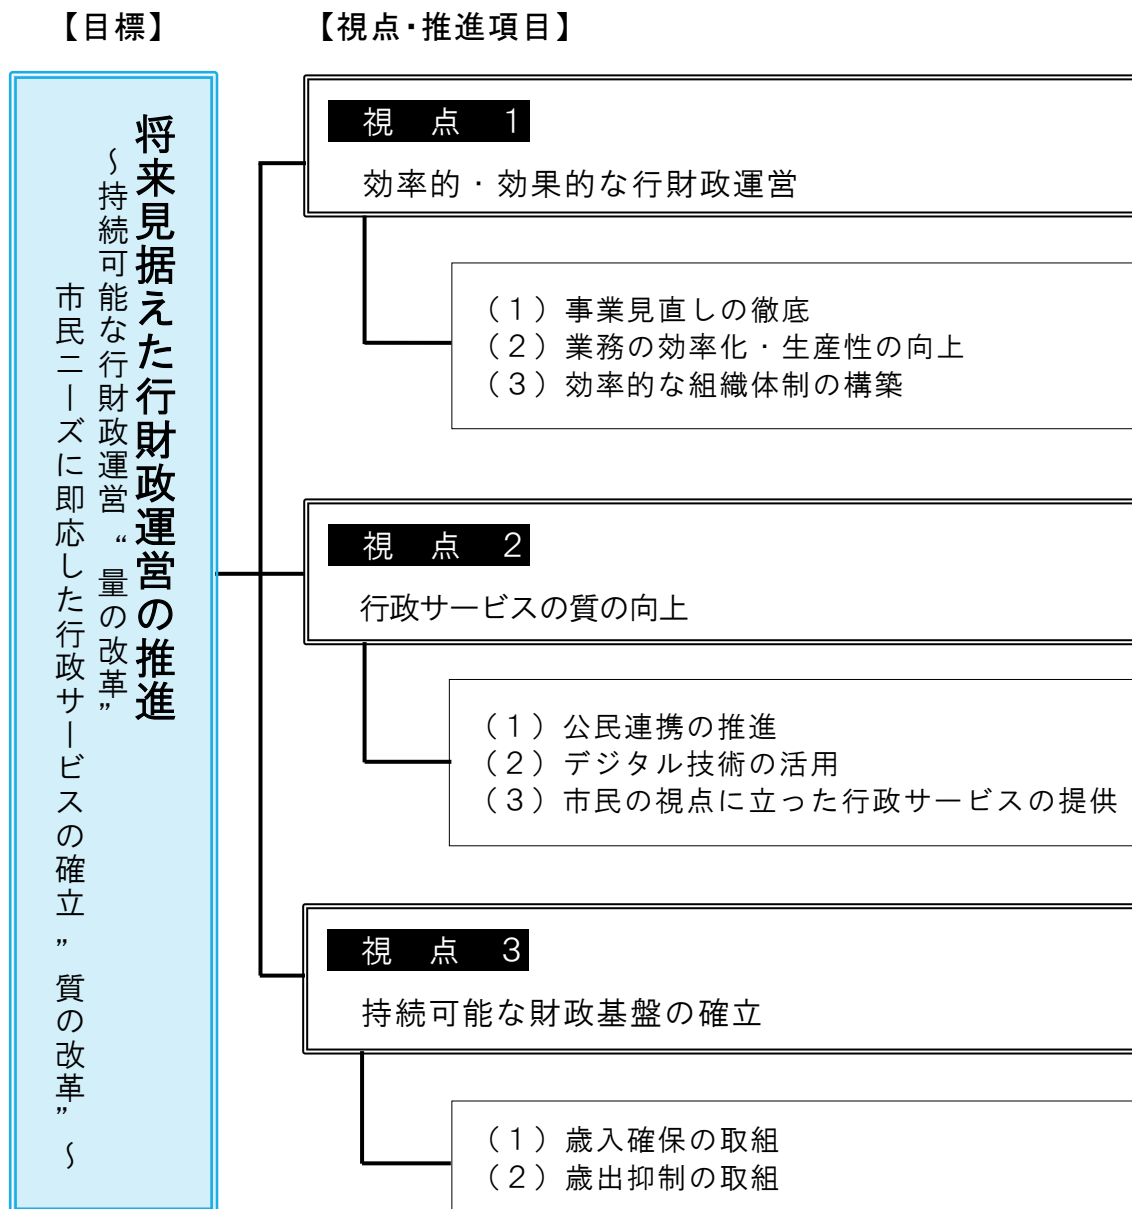 【目標】
【視点・推進項目】
将来見据えた行財政運営の推進
～持続可能な行財政運営 “量の改革”
市民ニーズに即応した行政サービスの確立 ”質の改革” ～
視 点 1
効率的・効果的な行財政運営
（１）事業見直しの徹底
（２）業務の効率化・生産性の向上
（３）効率的な組織体制の構築
視 点 2
行政サービスの質の向上
（１）公民連携の推進
（２）デジタル技術の活用
（３）市民の視点に立った行政サービスの提供
視 点 3
持続可能な財政基盤の確立
（１）歳入確保の取組
（２）歳出抑制の取組